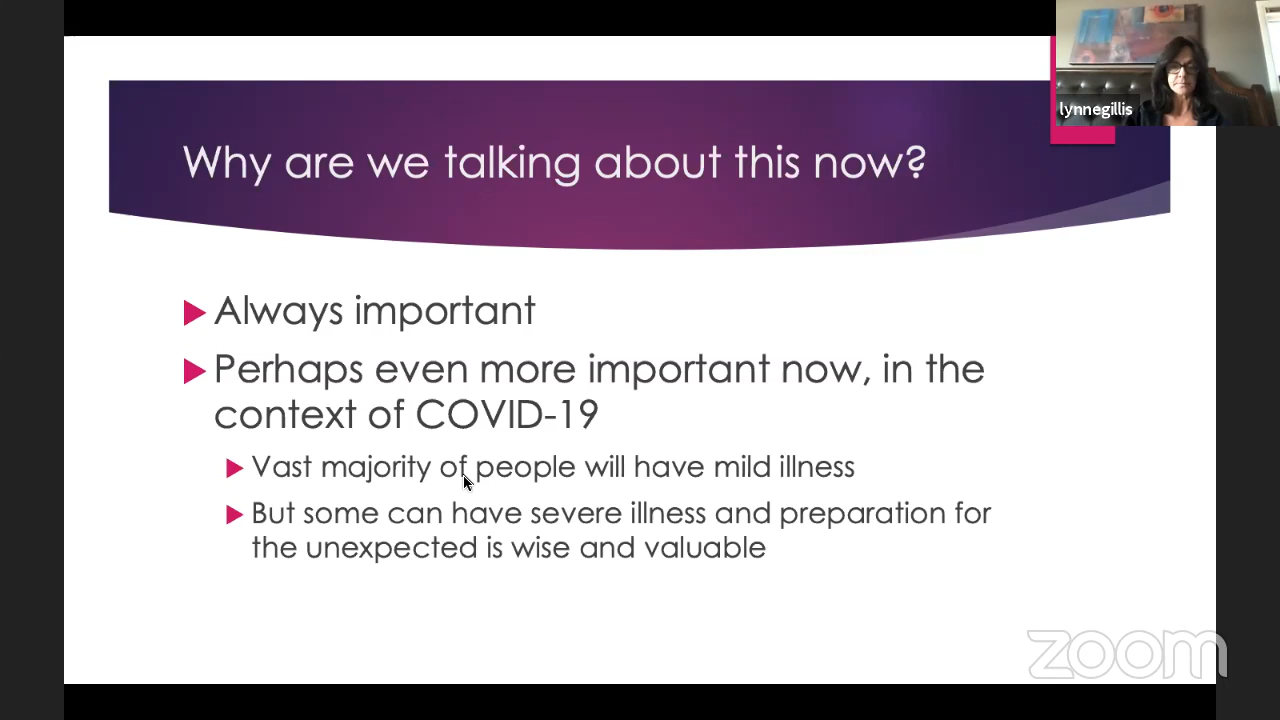 lynnegillis
Why are we talking about this now?
Always important
Perhaps even more important now, in the
context of COVID-19
Vast majority of people will have mild illness
But some can have severe illness and preparation for
the unexpected is wise and valuable
zoom